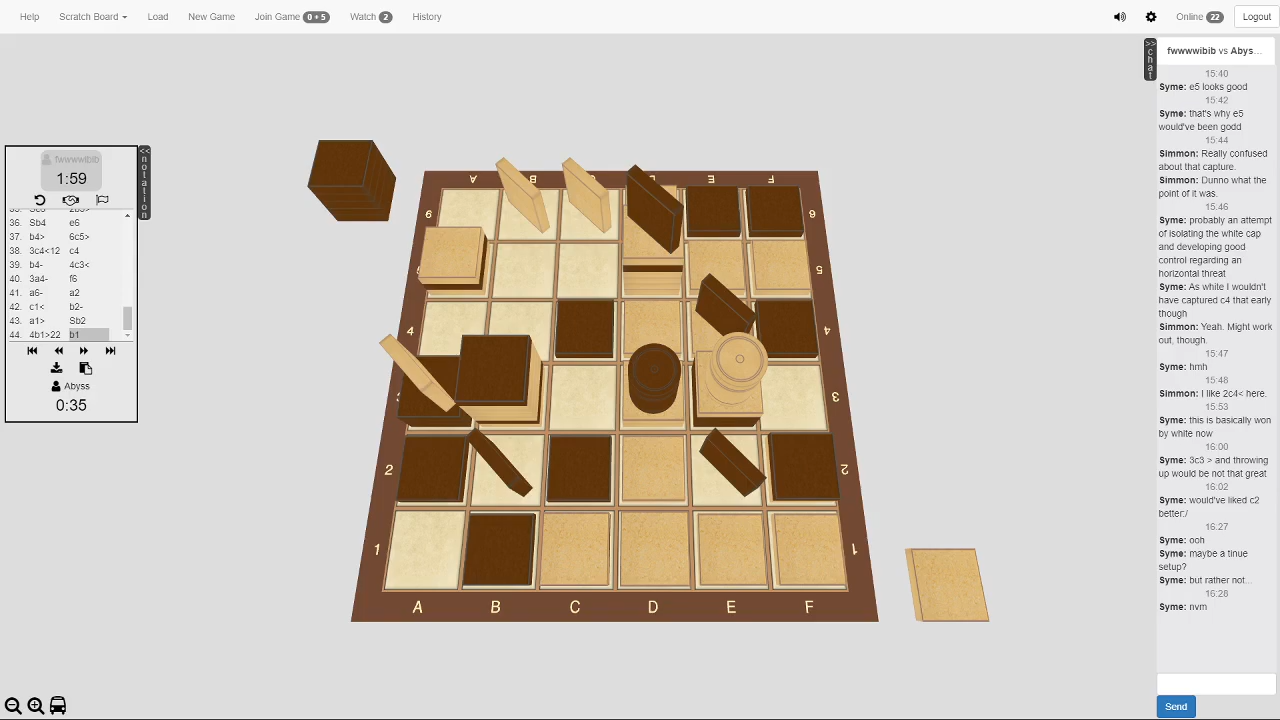 Help Scratch Board Load New Game Join Game 0 + 5 Watch 2 History Online 22 Logout
fwwwwibib
1:59
36. Sb4 e6
37. b4> 6c5>
38. 3c4<12 c4
39. b4- 4c3<
40. 3a4- f6
41. a6- a2
42. c1< b2-
43. a1> Sb2
44. 4b1>22 b1
Abyss
0:35
<< notation
A B E F
6 6
5
4 4
3 3
2 2
1 1
A B C D E F
>> chat
fwwwwibib vs Abys...
15:40
Syme: e5 looks good
15:42
Syme: that's why e5
would've been godd
15:44
Simmon: Really confused
about that capture.
Simmon: Dunno what the
point of it was.
15:46
Syme: probably an attempt
of isolating the white cap
and developing good
control regarding an
horizontal threat
Syme: As white I wouldn't
have captured c4 that early
though
Simmon: Yeah. Might work
out, though.
15:47
Syme: hmh
15:48
Simmon: I like 2c4< here.
15:53
Syme: this is basically won
by white now
16:00
Syme: 3c3 > and throwing
up would be not that great
16:02
Syme: would've liked c2
better:/
16:27
Syme: ooh
Syme: maybe a tinue
setup?
Syme: but rather not...
16:28
Syme: nvm
Send